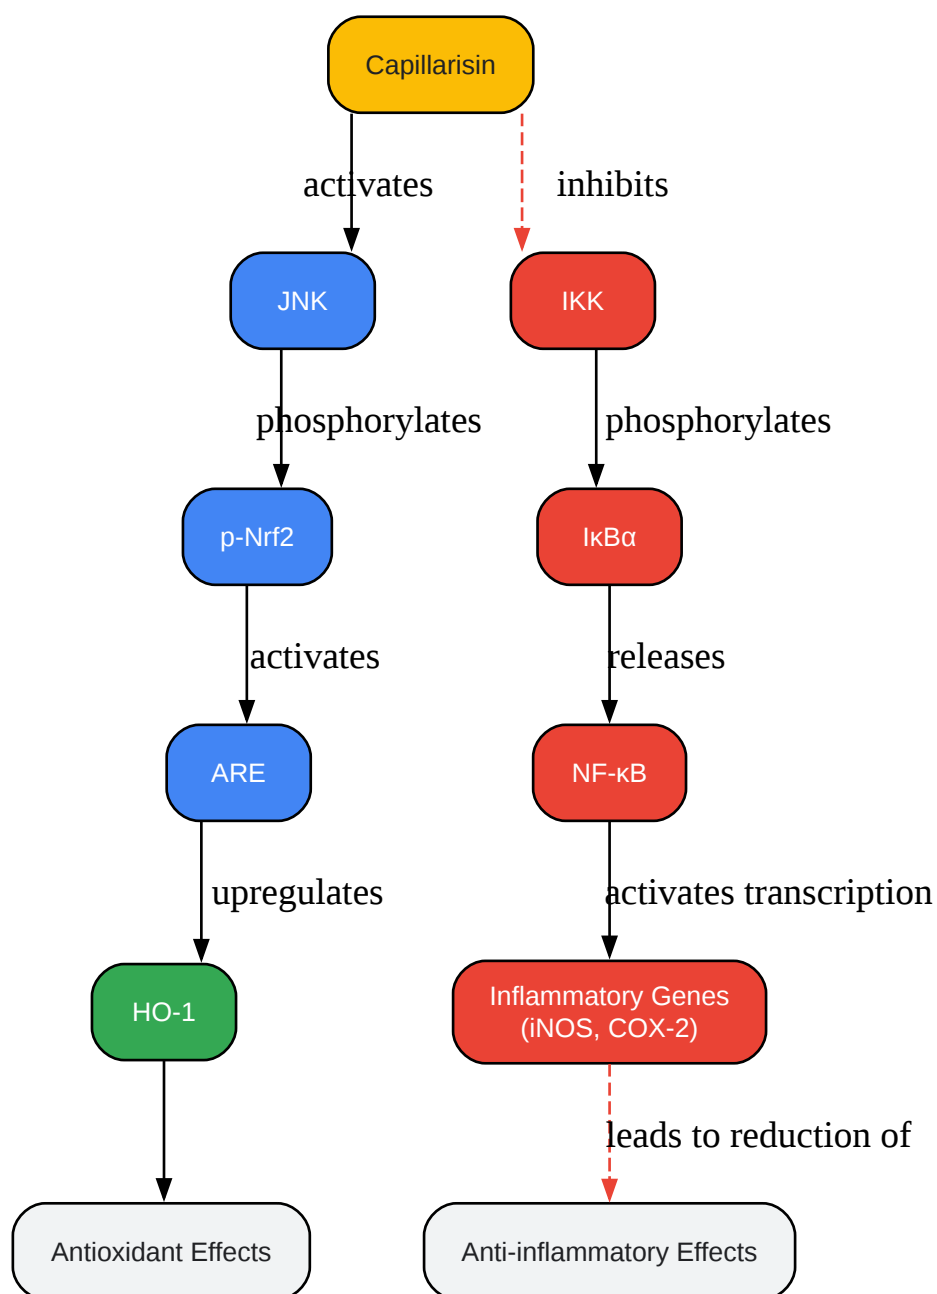 Capillarisin
activates
inhibits
JNK
IKK
phosphorylates
phosphorylates
p-Nrf2
IκBα
activates
releases
ARE
NF-κB
upregulates
activates transcription
HO-1
Inflammatory Genes
(iNOS, COX-2)
leads to reduction of
Antioxidant Effects
Anti-inflammatory Effects